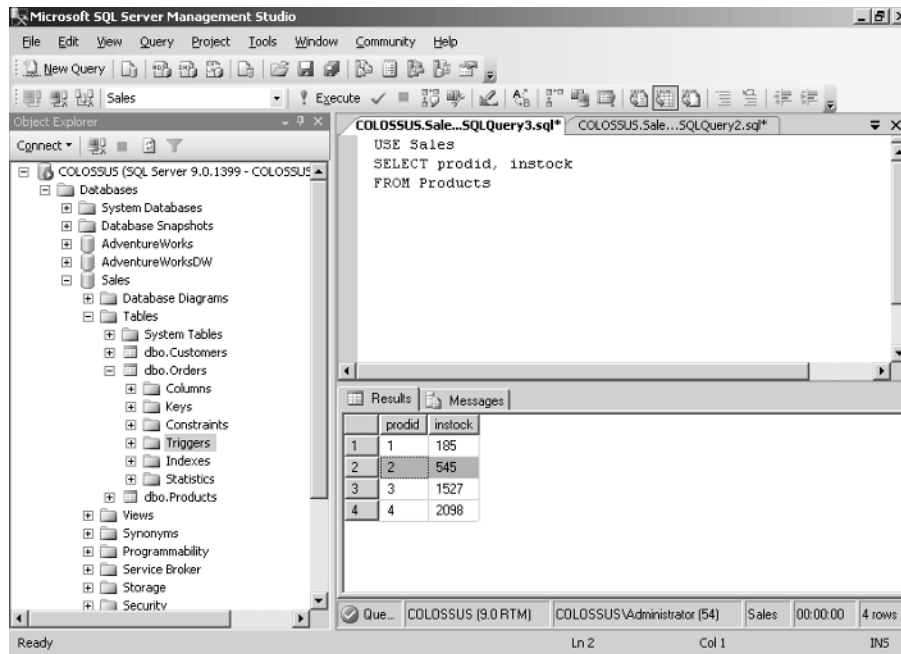 Microsoft SQL Server Management Studio
File Edit View Query Project Tools Window Community Help
New Query
Sales Execute
Object Explorer
Connect
COLOSSUS (SQL Server 9.0.1399 - COLOSSUS
Databases
System Databases
Database Snapshots
AdventureWorks
AdventureWorksDW
Sales
Database Diagrams
Tables
System Tables
dbo.Customers
dbo.Orders
Columns
Keys
Constraints
Triggers
Indexes
Statistics
dbo.Products
Views
Synonyms
Programmability
Service Broker
Storage
Security
COLOSSUS.Sale...SQLQuery3.sql* COLOSSUS.Sale...SQLQuery2.sql*
USE Sales
SELECT prodid, instock
FROM Products
Results Messages
prodid instock
1 1 185
2 2 545
3 3 1527
4 4 2098
Que... COLOSSUS (9.0 RTM) COLOSSUS\Administrator (54) Sales 00:00:00 4 rows
Ready Ln 2 Col 1 INS